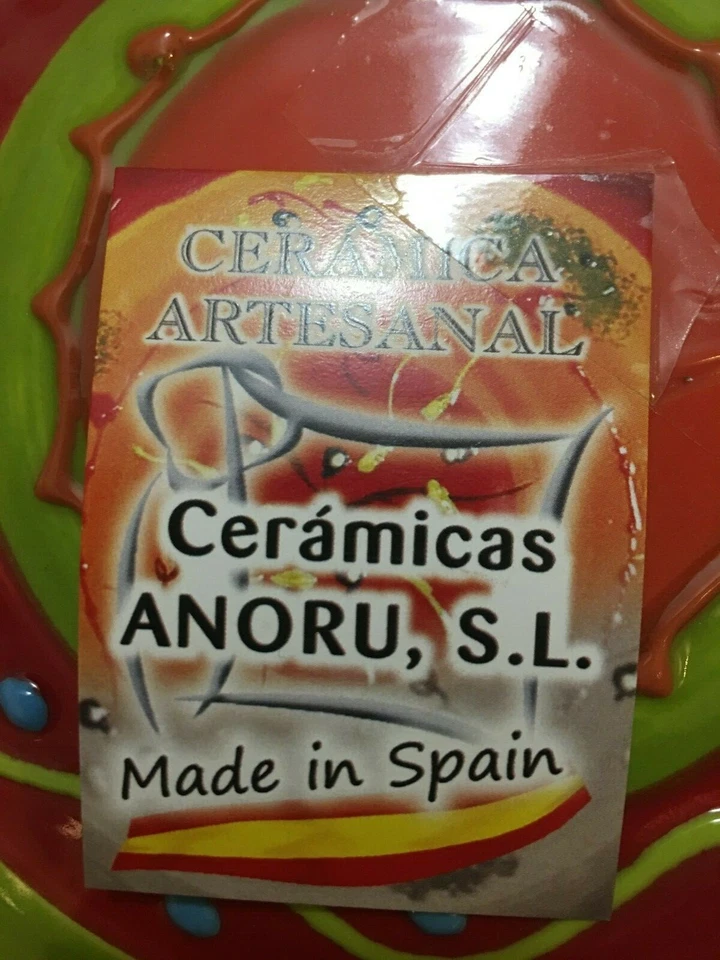 CERÁMICA
ARTESANAL
Cerámicas
ANORU, S.L.
Made in Spain